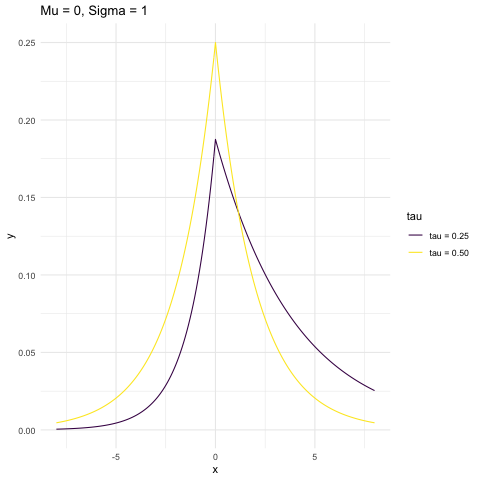 Mu = 0, Sigma = 1
0.25
0.20
0.15
0.10
0.05
0.00
y
-5
0
5
x
tau
tau = 0.25
tau = 0.50